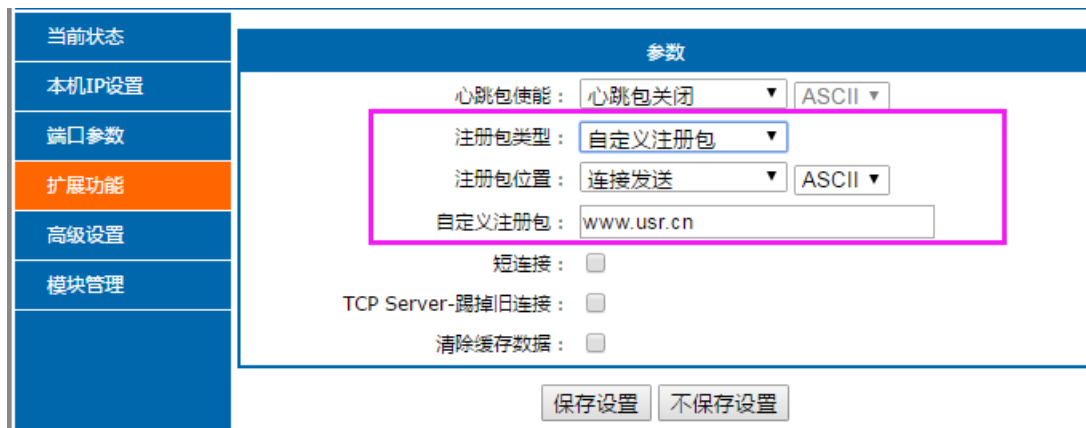 当前状态
本机IP设置
端口参数
扩展功能
高级设置
模块管理
参数
心跳包使能： 心跳包关闭 ASCII
注册包类型： 自定义注册包
注册包位置： 连接发送 ASCII
自定义注册包： www.usr.cn
短连接：
TCP Server-踢掉旧连接：
清除缓存数据：
保存设置 不保存设置